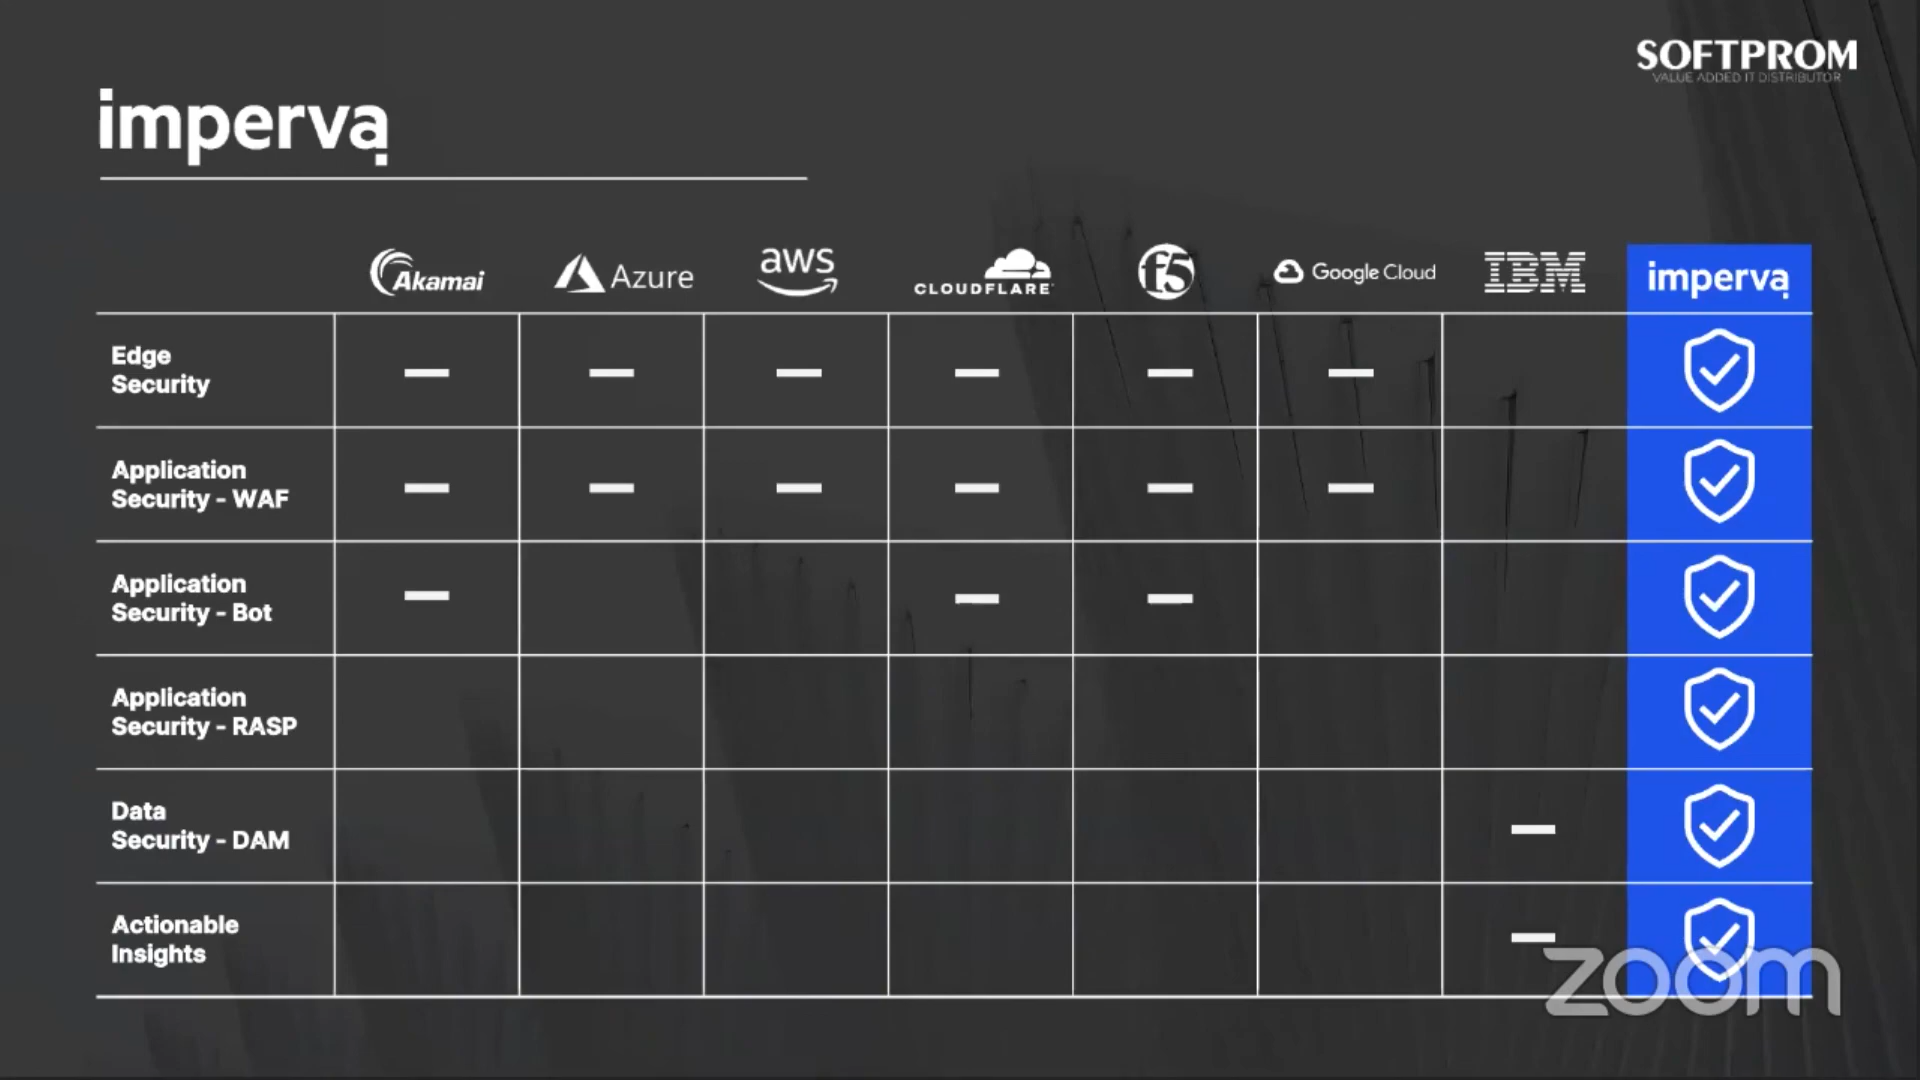 SOFTPROM
VALUE ADDED IT DISTRIBUTOR
imperva
Akamai
Azure
aws
CLOUDFLARE
f5
Google Cloud
IBM
imperva
Edge
Security
Application
Security - WAF
Application
Security - Bot
Application
Security - RASP
Data
Security - DAM
Actionable
Insights
zoom